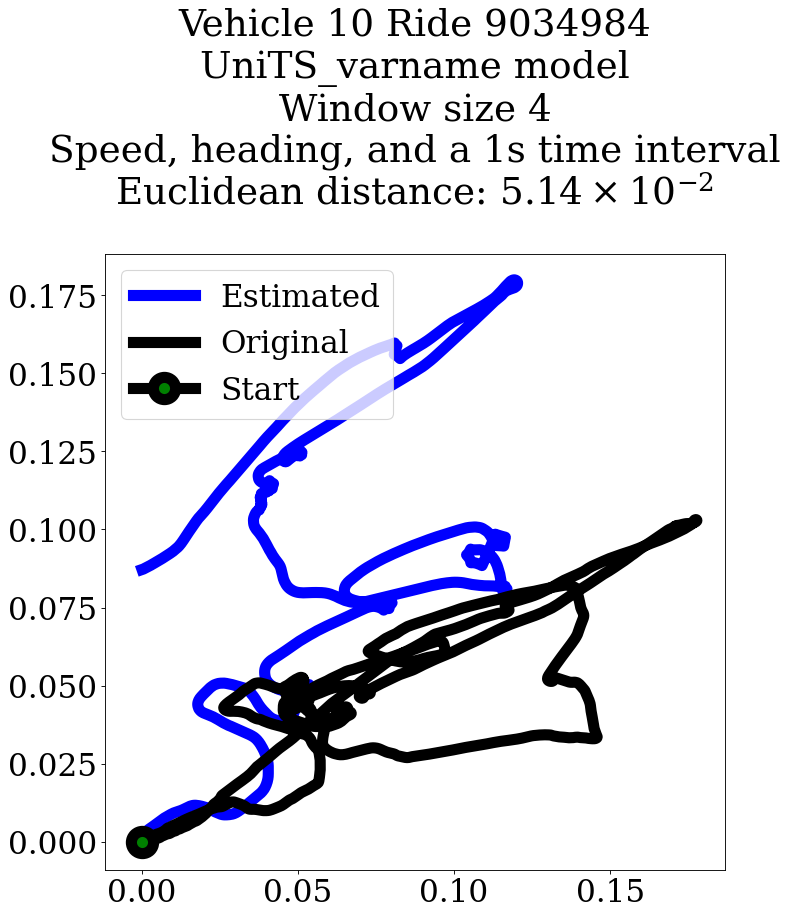 Vehicle 10 Ride 9034984
UniTS_varname model
Window size 4
Speed, heading, and a 1s time interval
Euclidean distance: 5.14 × 10⁻²
Estimated
Original
Start
0.175
0.150
0.125
0.100
0.075
0.050
0.025
0.000
0.00 0.05 0.10 0.15